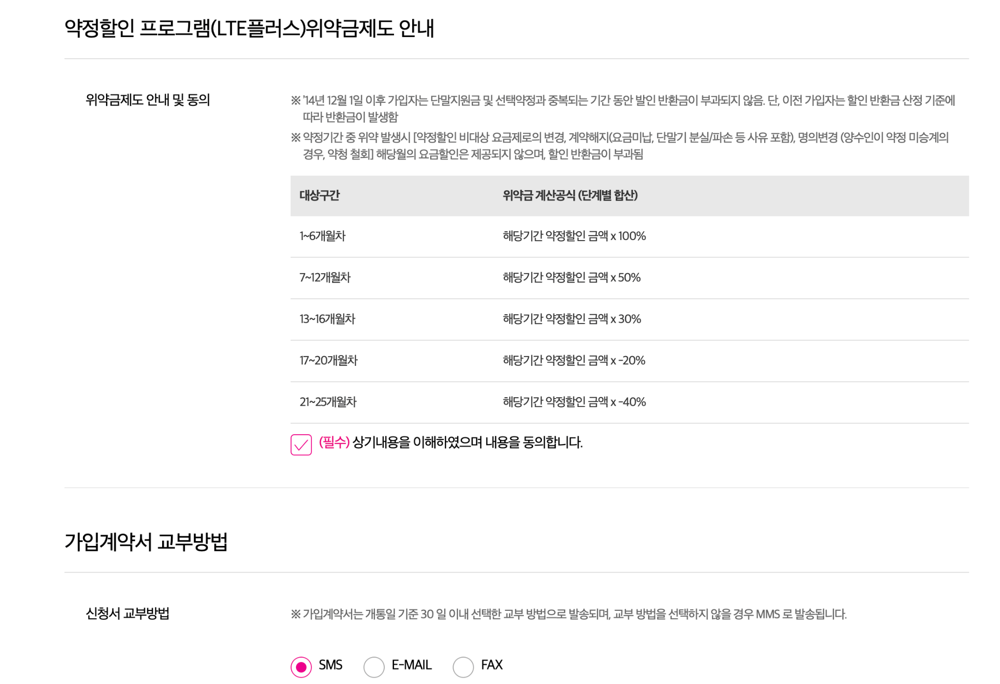 약정할인 프로그램(LTE플러스)위약금제도 안내
위약금제도 안내 및 동의
※ '14년 12월 1일 이후 가입자는 단말지원금 및 선택약정과 중복되는 기간 동안 발인 반환금이 부과되지 않음. 단, 이전 가입자는 할인 반환금 산정 기준에
따라 반환금이 발생함
※ 약정기간 중 위약 발생시 [약정할인 비대상 요금제로의 변경, 계약해지(요금미납, 단말기 분실/파손 등 사유 포함), 명의변경 (양수인이 약정 미승계의
경우, 약청 철회] 해당월의 요금할인은 제공되지 않으며, 할인 반환금이 부과됨
대상구간 위약금 계산공식 (단계별 합산)
1~6개월차 해당기간 약정할인 금액 x 100%
7~12개월차 해당기간 약정할인 금액 x 50%
13~16개월차 해당기간 약정할인 금액 x 30%
17~20개월차 해당기간 약정할인 금액 x -20%
21~25개월차 해당기간 약정할인 금액 x -40%
(필수) 상기내용을 이해하였으며 내용을 동의합니다.
가입계약서 교부방법
신청서 교부방법
※ 가입계약서는 개통일 기준 30 일 이내 선택한 교부 방법으로 발송되며, 교부 방법을 선택하지 않을 경우 MMS 로 발송됩니다.
SMS E-MAIL FAX